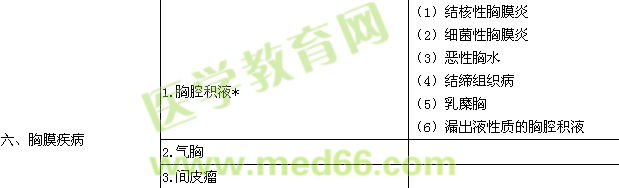 (1) 结核性胸膜炎
(2) 细菌性胸膜炎
(3) 恶性胸水
(4) 结缔组织病
(5) 乳糜胸
(6) 漏出液性质的胸腔积液
1.胸腔积液*
六、胸膜疾病
2.气胸
3.间皮瘤
医学教育网
www.med66.com